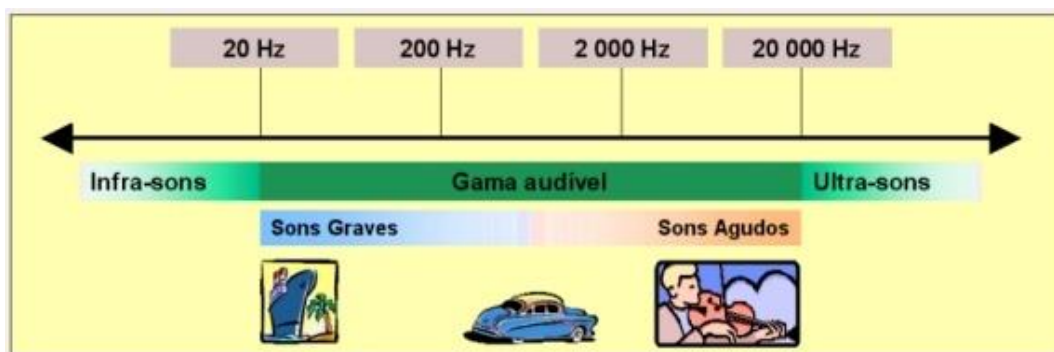 20 Hz 200 Hz 2 000 Hz 20 000 Hz
Infra-sons Gama audível Ultra-sons
Sons Graves Sons Agudos